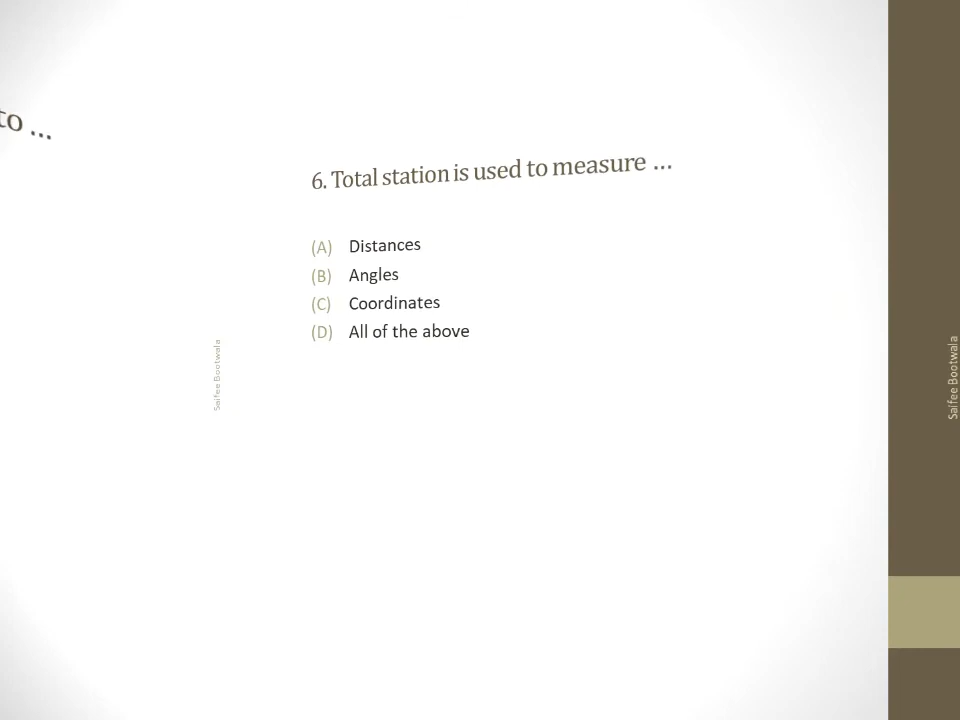 to ...
6. Total station is used to measure ...
(A) Distances
(B) Angles
(C) Coordinates
(D) All of the above
Saifee Bootwala
Saifee Bootwala